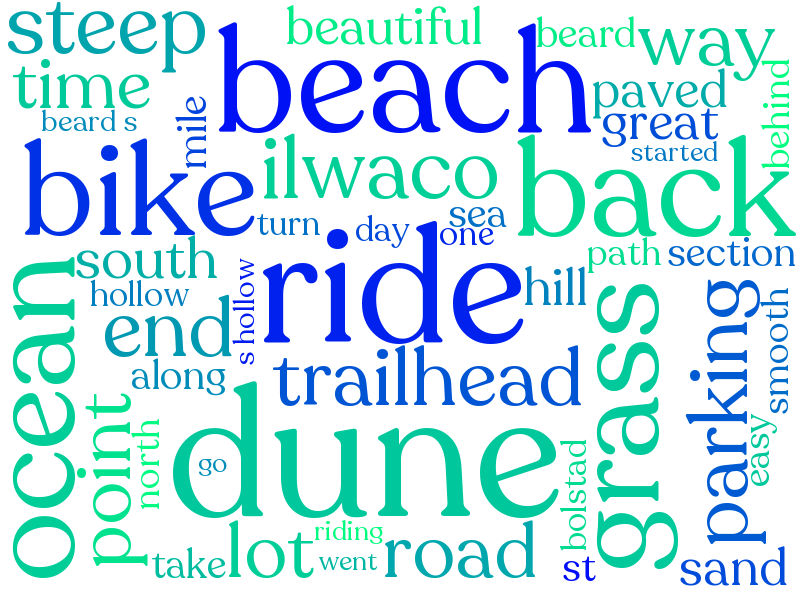 steep
beautiful
beard
way
beach
time
paved
behind
beard s
mile
great
started
bike
ilwaco
back
turn
day
sea
one
south
path
section
hollow
s hollow
ride
hill
ocean
end
grass
parking
smooth
along
trailhead
point
north
dune
easy
go
bolstad
lot
riding
road
take
went
st
sand